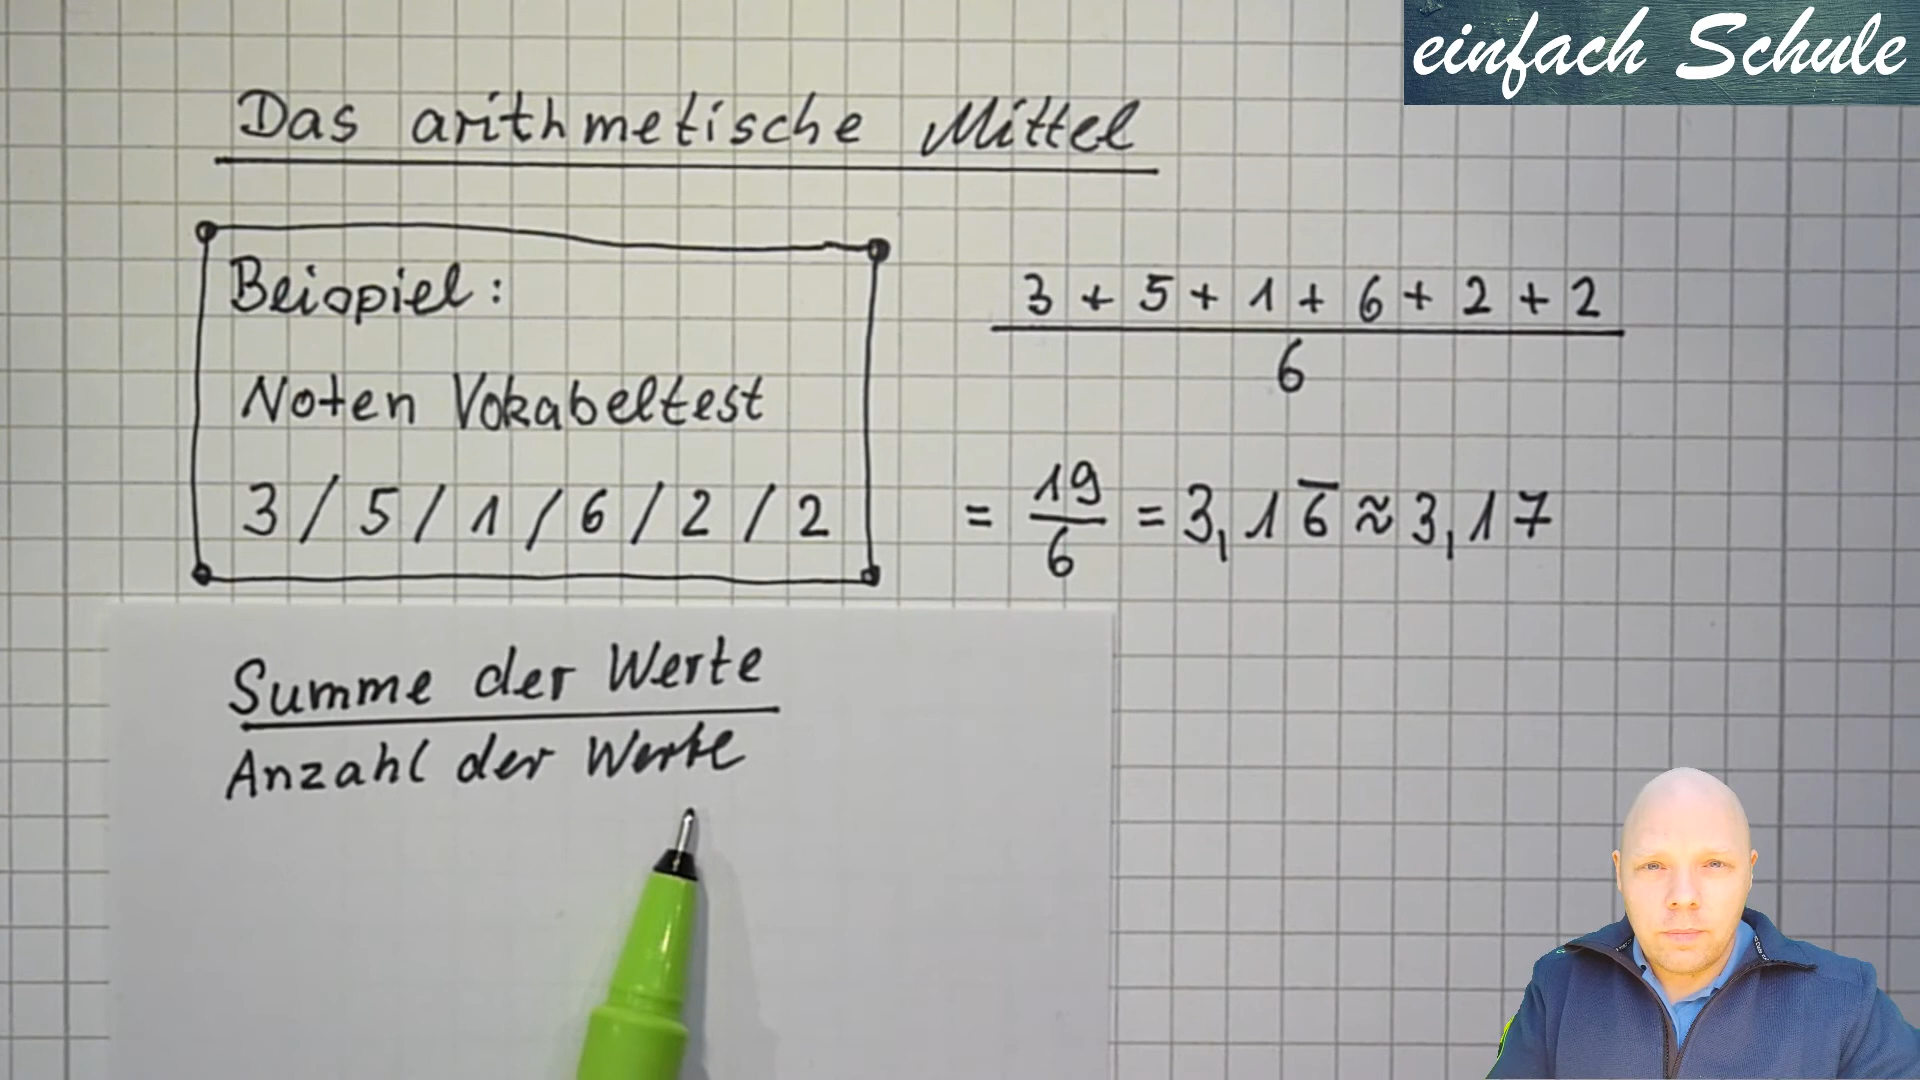 einfach Schule
Das arithmetische Mittel
Beispiel:
Noten Vokabeltest
3 / 5 / 1 / 6 / 2 / 2
3 + 5 + 1 + 6 + 2 + 2
6
= 19/6 = 3,16̅ ≈ 3,17
Summe der Werte
Anzahl der Werte